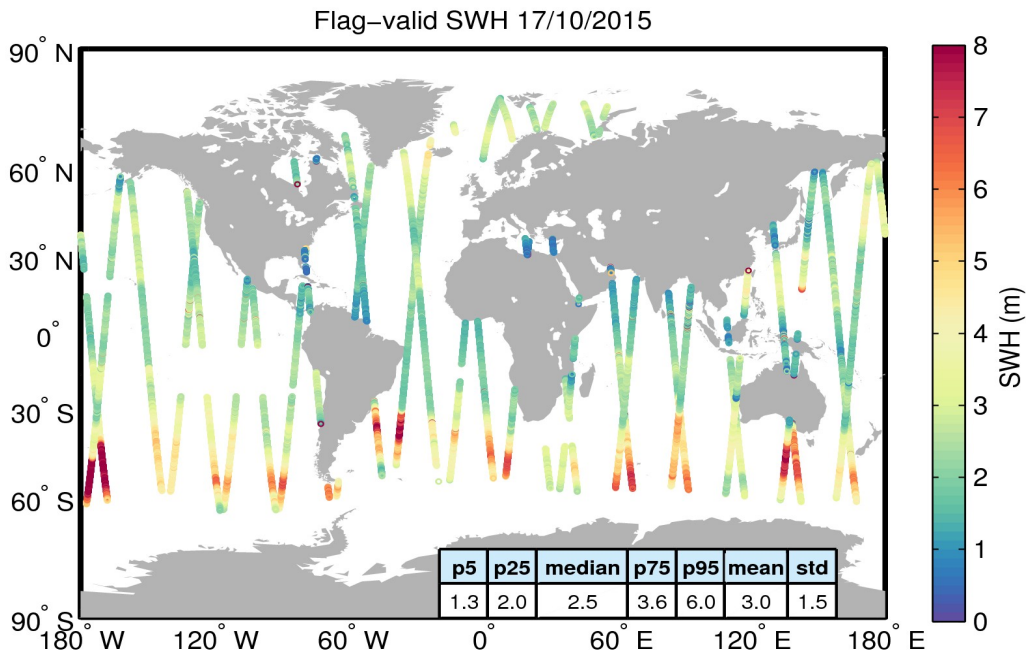 Flag−valid SWH 17/10/2015
90° N
60° N
30° N
0°
30° S
60° S
90° S
180° W
120° W
60° W
0°
60° E
120° E
180° E
p5 p25 median p75 p95 mean std
1.3 2.0 2.5 3.6 6.0 3.0 1.5
8
7
6
5
4
3
2
1
0
SWH (m)